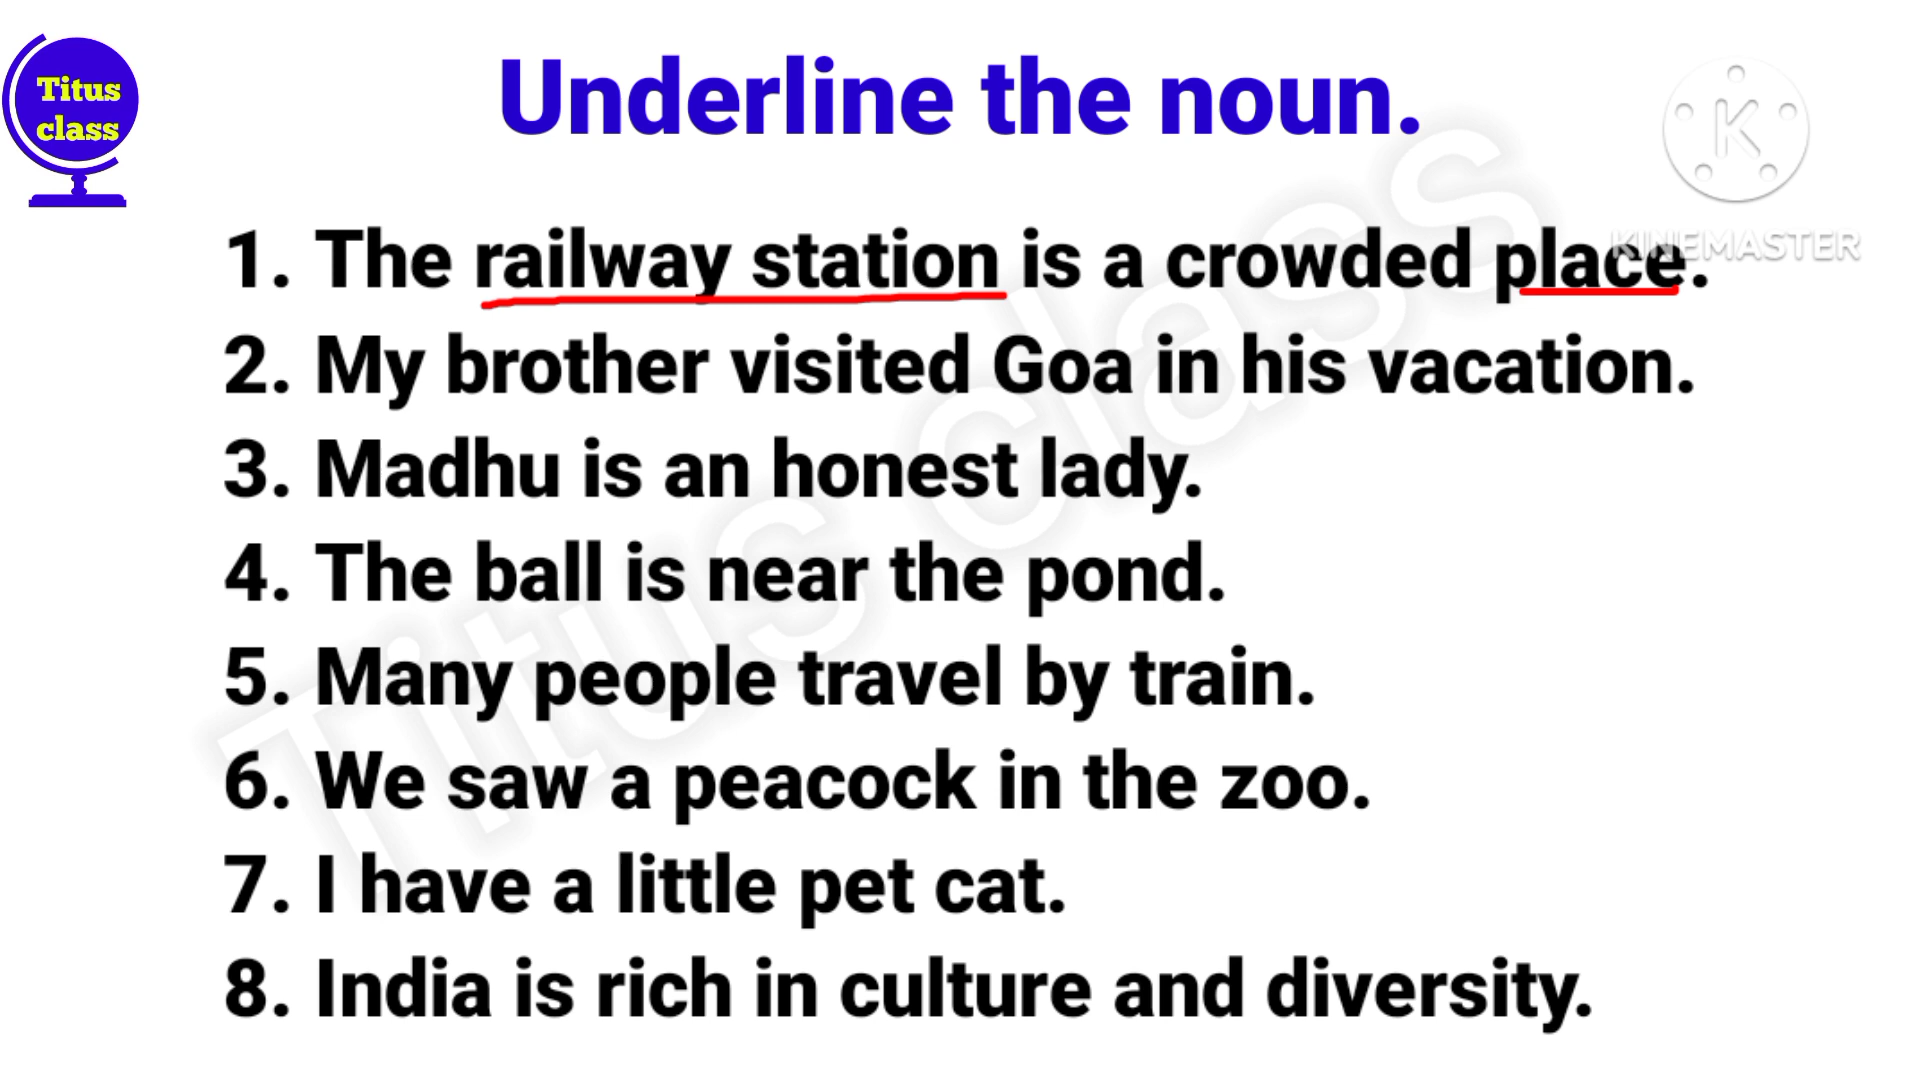 Titus
class
Underline the noun.
KINEMASTER
1. The railway station is a crowded place.
2. My brother visited Goa in his vacation.
3. Madhu is an honest lady.
4. The ball is near the pond.
5. Many people travel by train.
6. We saw a peacock in the zoo.
7. I have a little pet cat.
8. India is rich in culture and diversity.
Titus class